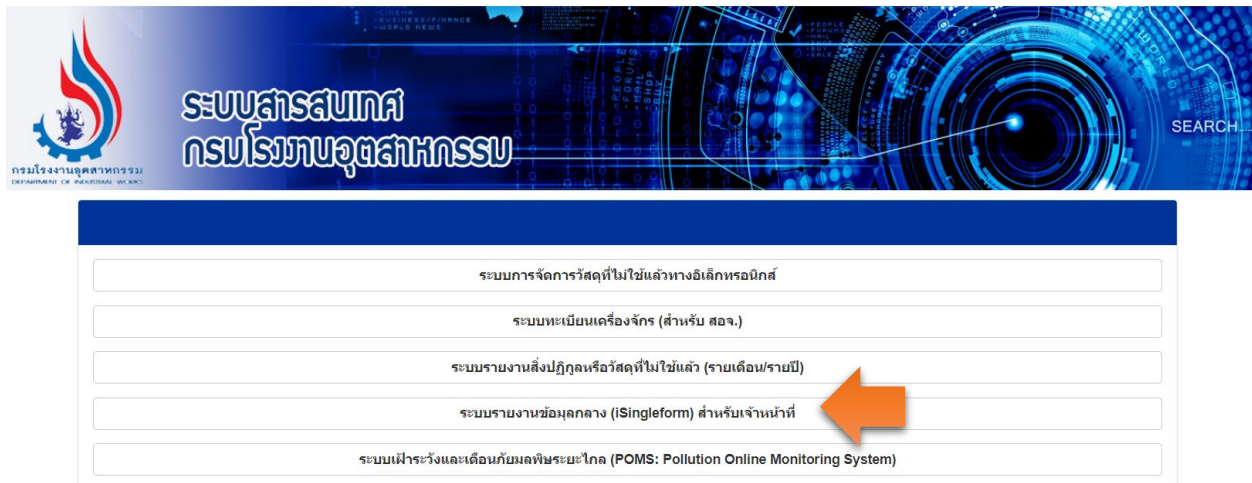 -CINEMA
-BUSINESS/FINANCE
-WORLD NEWS
ระบบสารสนเทศ
กรมโรงงานอุตสาหกรรม
SEARCH...
กรมโรงงานอุตสาหกรรม
DEPARTMENT OF INDUSTRIAL WORKS
ระบบการจัดการวัสดุที่ไม่ใช้แล้วทางอิเล็กทรอนิกส์
ระบบทะเบียนเครื่องจักร (สำหรับ สอจ.)
ระบบรายงานสิ่งปฏิกูลหรือวัสดุที่ไม่ใช้แล้ว (รายเดือน/รายปี)
ระบบรายงานข้อมูลกลาง (iSingleform) สำหรับเจ้าหน้าที่
ระบบเฝ้าระวังและเตือนภัยมลพิษระยะไกล (POMS: Pollution Online Monitoring System)